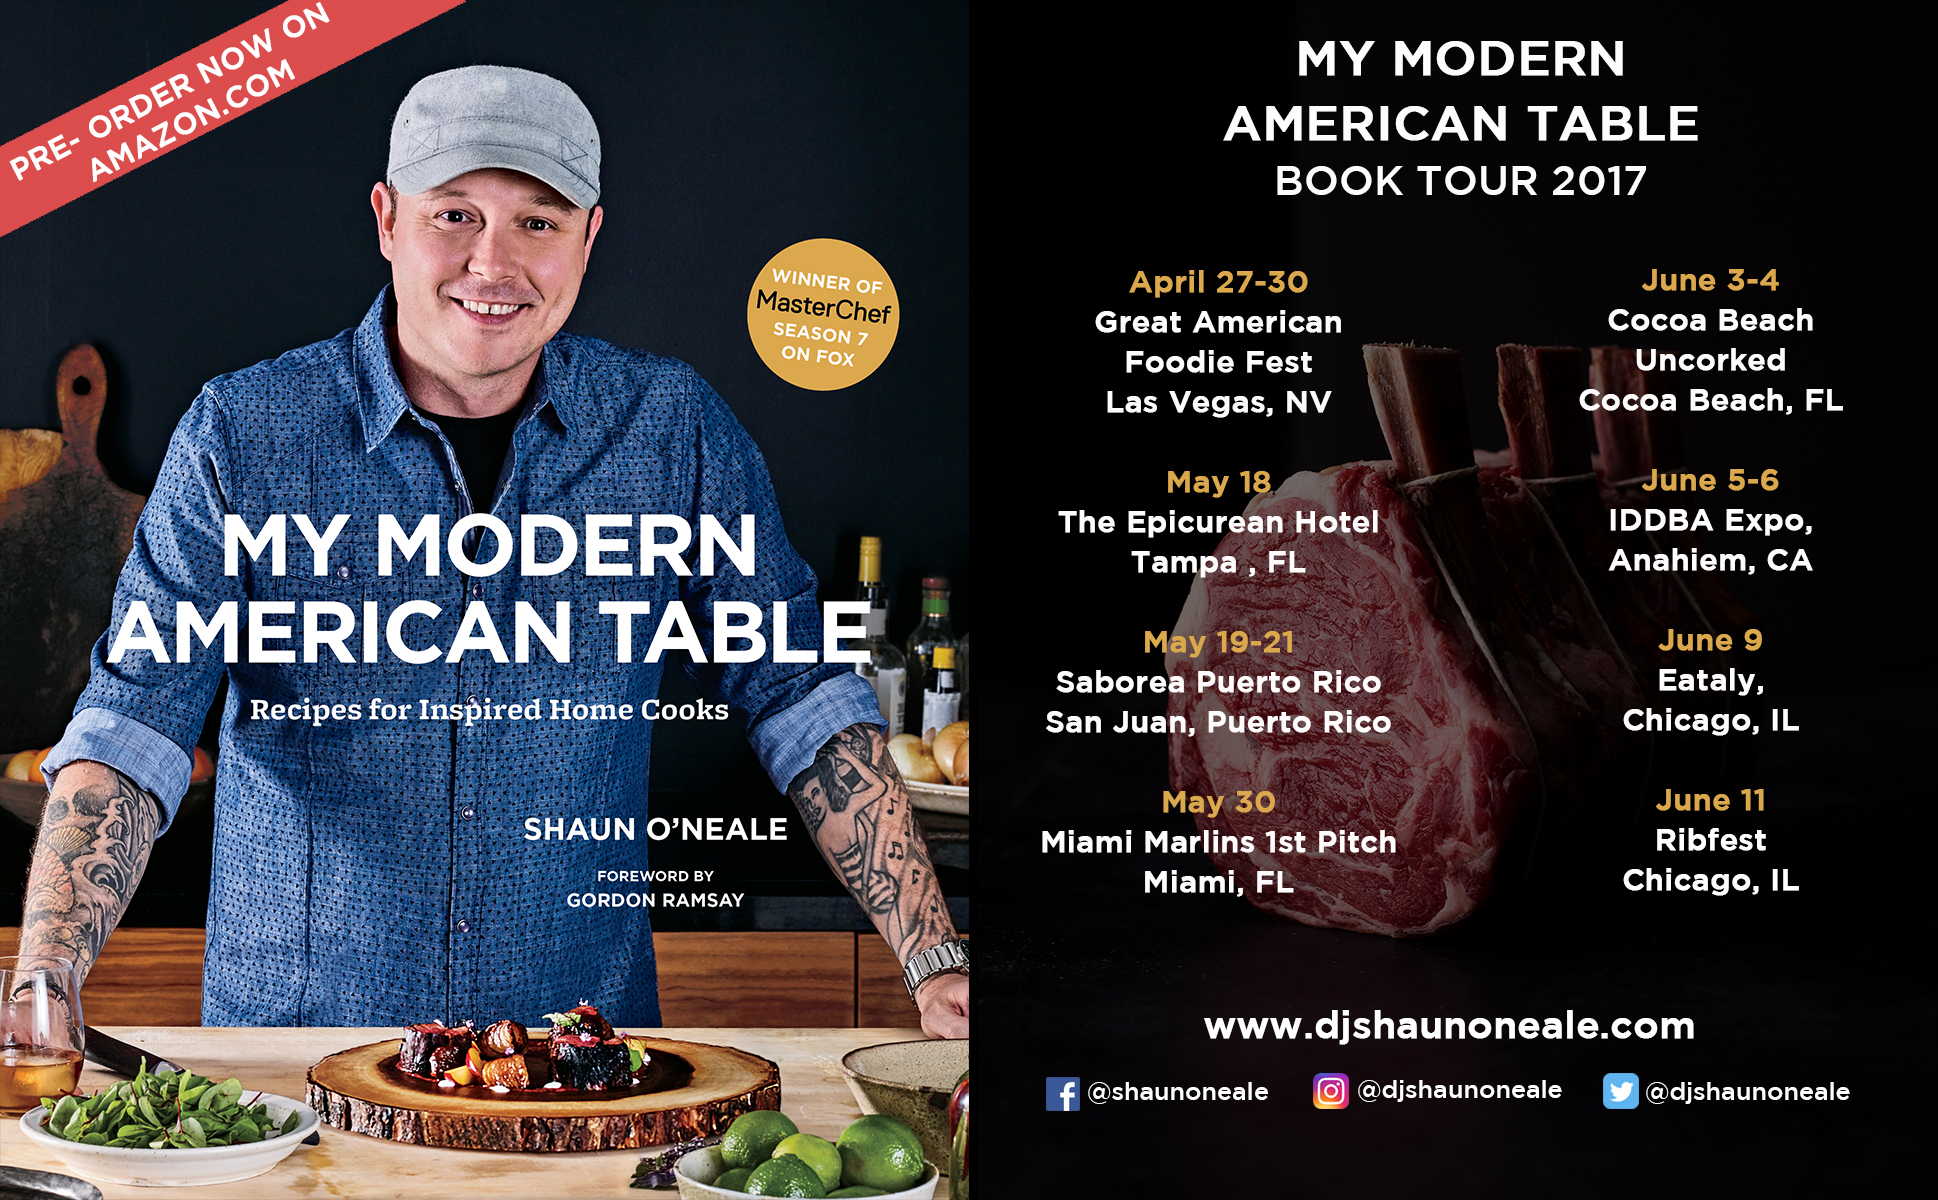 PRE- ORDER NOW ON
AMAZON.COM
WINNER OF
MasterChef
SEASON 7
ON FOX
MY MODERN
AMERICAN TABLE
Recipes for Inspired Home Cooks
SHAUN O'NEALE
FOREWORD BY
GORDON RAMSAY
MY MODERN
AMERICAN TABLE
BOOK TOUR 2017
April 27-30
Great American
Foodie Fest
Las Vegas, NV
May 18
The Epicurean Hotel
Tampa , FL
May 19-21
Saborea Puerto Rico
San Juan, Puerto Rico
May 30
Miami Marlins 1st Pitch
Miami, FL
June 3-4
Cocoa Beach
Uncorked
Cocoa Beach, FL
June 5-6
IDDBA Expo,
Anahiem, CA
June 9
Eataly,
Chicago, IL
June 11
Ribfest
Chicago, IL
www.djshaunoneale.com
@shaunoneale
@djshaunoneale
@djshaunoneale